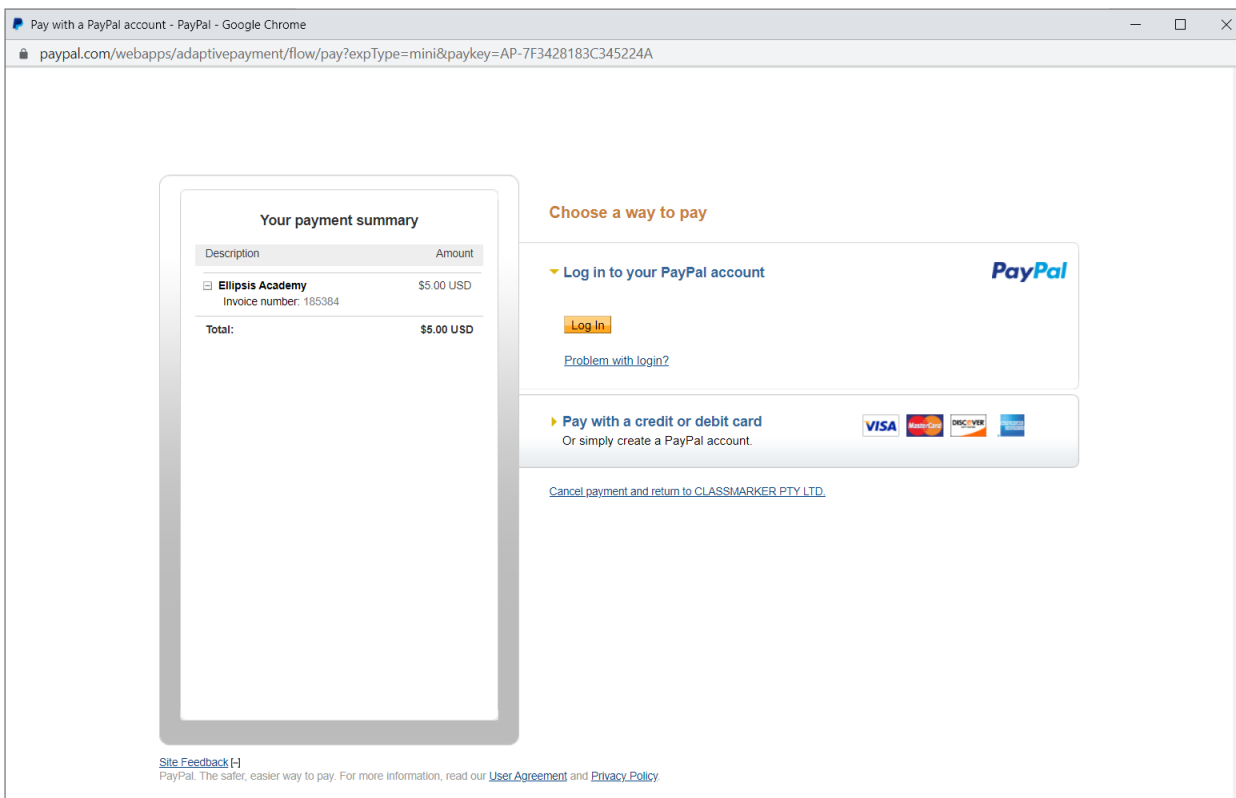 Pay with a PayPal account - PayPal - Google Chrome
paypal.com/webapps/adaptivepayment/flow/pay?expType=mini&paykey=AP-7F3428183C345224A
Your payment summary
Description Amount
Ellipsis Academy $5.00 USD
Invoice number: 185384
Total: $5.00 USD
Choose a way to pay
Log in to your PayPal account PayPal
Log In
Problem with login?
Pay with a credit or debit card VISA MasterCard DISCOVER
Or simply create a PayPal account.
Cancel payment and return to CLASSMARKER PTY LTD.
Site Feedback [-]
PayPal. The safer, easier way to pay. For more information, read our User Agreement and Privacy Policy.